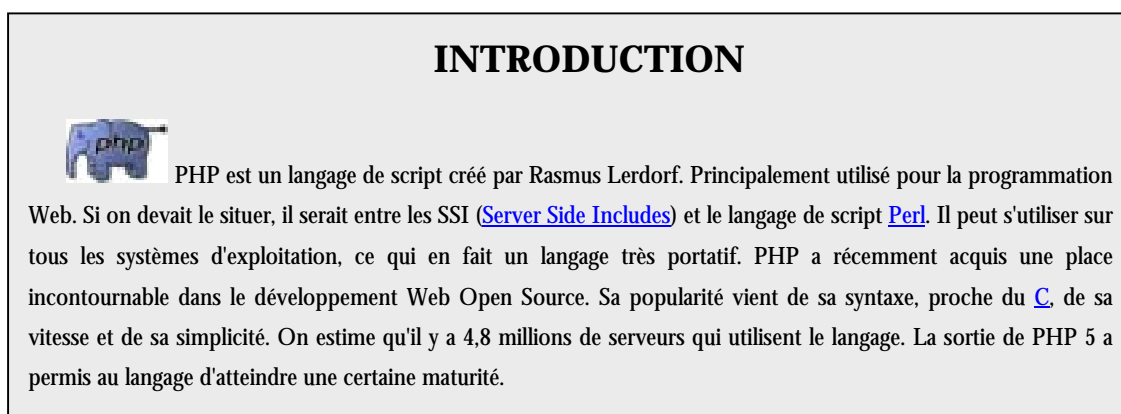 INTRODUCTION
php
PHP est un langage de script créé par Rasmus Lerdorf. Principalement utilisé pour la programmation
Web. Si on devait le situer, il serait entre les SSI (Server Side Includes) et le langage de script Perl. Il peut s'utiliser sur
tous les systèmes d'exploitation, ce qui en fait un langage très portatif. PHP a récemment acquis une place
incontournable dans le développement Web Open Source. Sa popularité vient de sa syntaxe, proche du C, de sa
vitesse et de sa simplicité. On estime qu'il y a 4,8 millions de serveurs qui utilisent le langage. La sortie de PHP 5 a
permis au langage d'atteindre une certaine maturité.